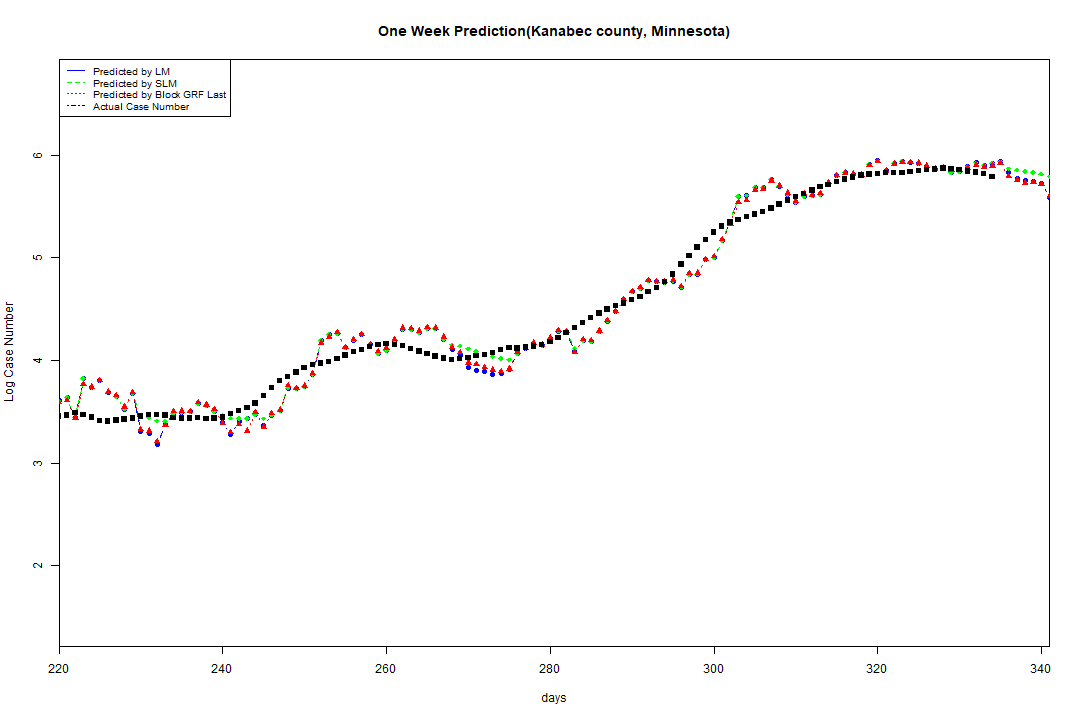 One Week Prediction(Kanabec county, Minnesota)
Predicted by LM
Predicted by SLM
Predicted by Block GRF Last
Actual Case Number
Log Case Number
6
5
4
3
2
220 240 260 280 300 320 340
days